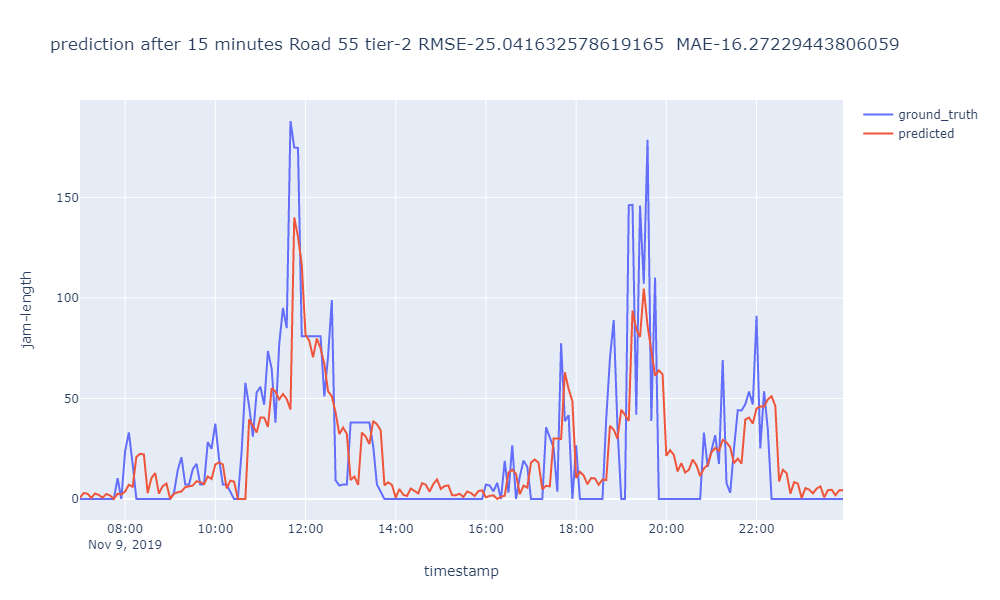 prediction after 15 minutes Road 55 tier-2 RMSE-25.041632578619165  MAE-16.27229443806059
ground_truth
predicted
150
100
50
0
jam-length
08:00 10:00 12:00 14:00 16:00 18:00 20:00 22:00
Nov 9, 2019
timestamp